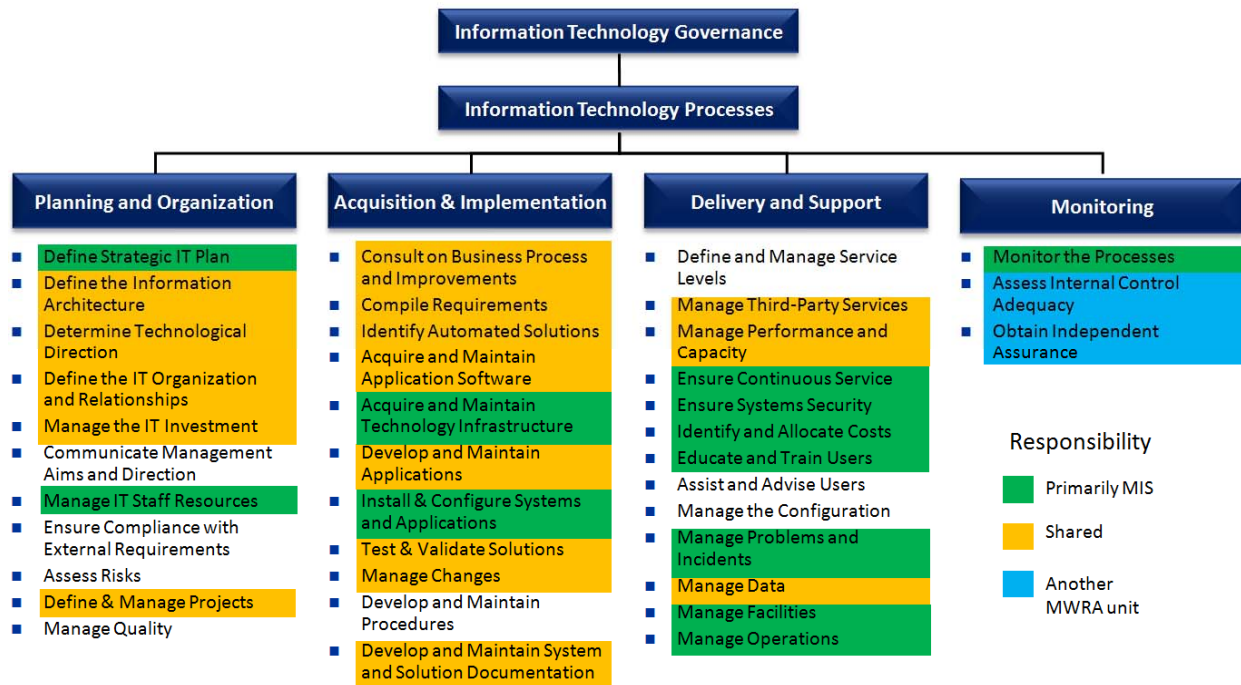 Information Technology Governance
Information Technology Processes
Planning and Organization
Define Strategic IT Plan
Define the Information
Architecture
Determine Technological
Direction
Define the IT Organization
and Relationships
Manage the IT Investment
Communicate Management
Aims and Direction
Manage IT Staff Resources
Ensure Compliance with
External Requirements
Assess Risks
Define & Manage Projects
Manage Quality
Acquisition & Implementation
Consult on Business Process
and Improvements
Compile Requirements
Identify Automated Solutions
Acquire and Maintain
Application Software
Acquire and Maintain
Technology Infrastructure
Develop and Maintain
Applications
Install & Configure Systems
and Applications
Test & Validate Solutions
Manage Changes
Develop and Maintain
Procedures
Develop and Maintain System
and Solution Documentation
Delivery and Support
Define and Manage Service
Levels
Manage Third-Party Services
Manage Performance and
Capacity
Ensure Continuous Service
Ensure Systems Security
Identify and Allocate Costs
Educate and Train Users
Assist and Advise Users
Manage the Configuration
Manage Problems and
Incidents
Manage Data
Manage Facilities
Manage Operations
Monitoring
Monitor the Processes
Assess Internal Control
Adequacy
Obtain Independent
Assurance
Responsibility
Primarily MIS
Shared
Another
MWRA unit